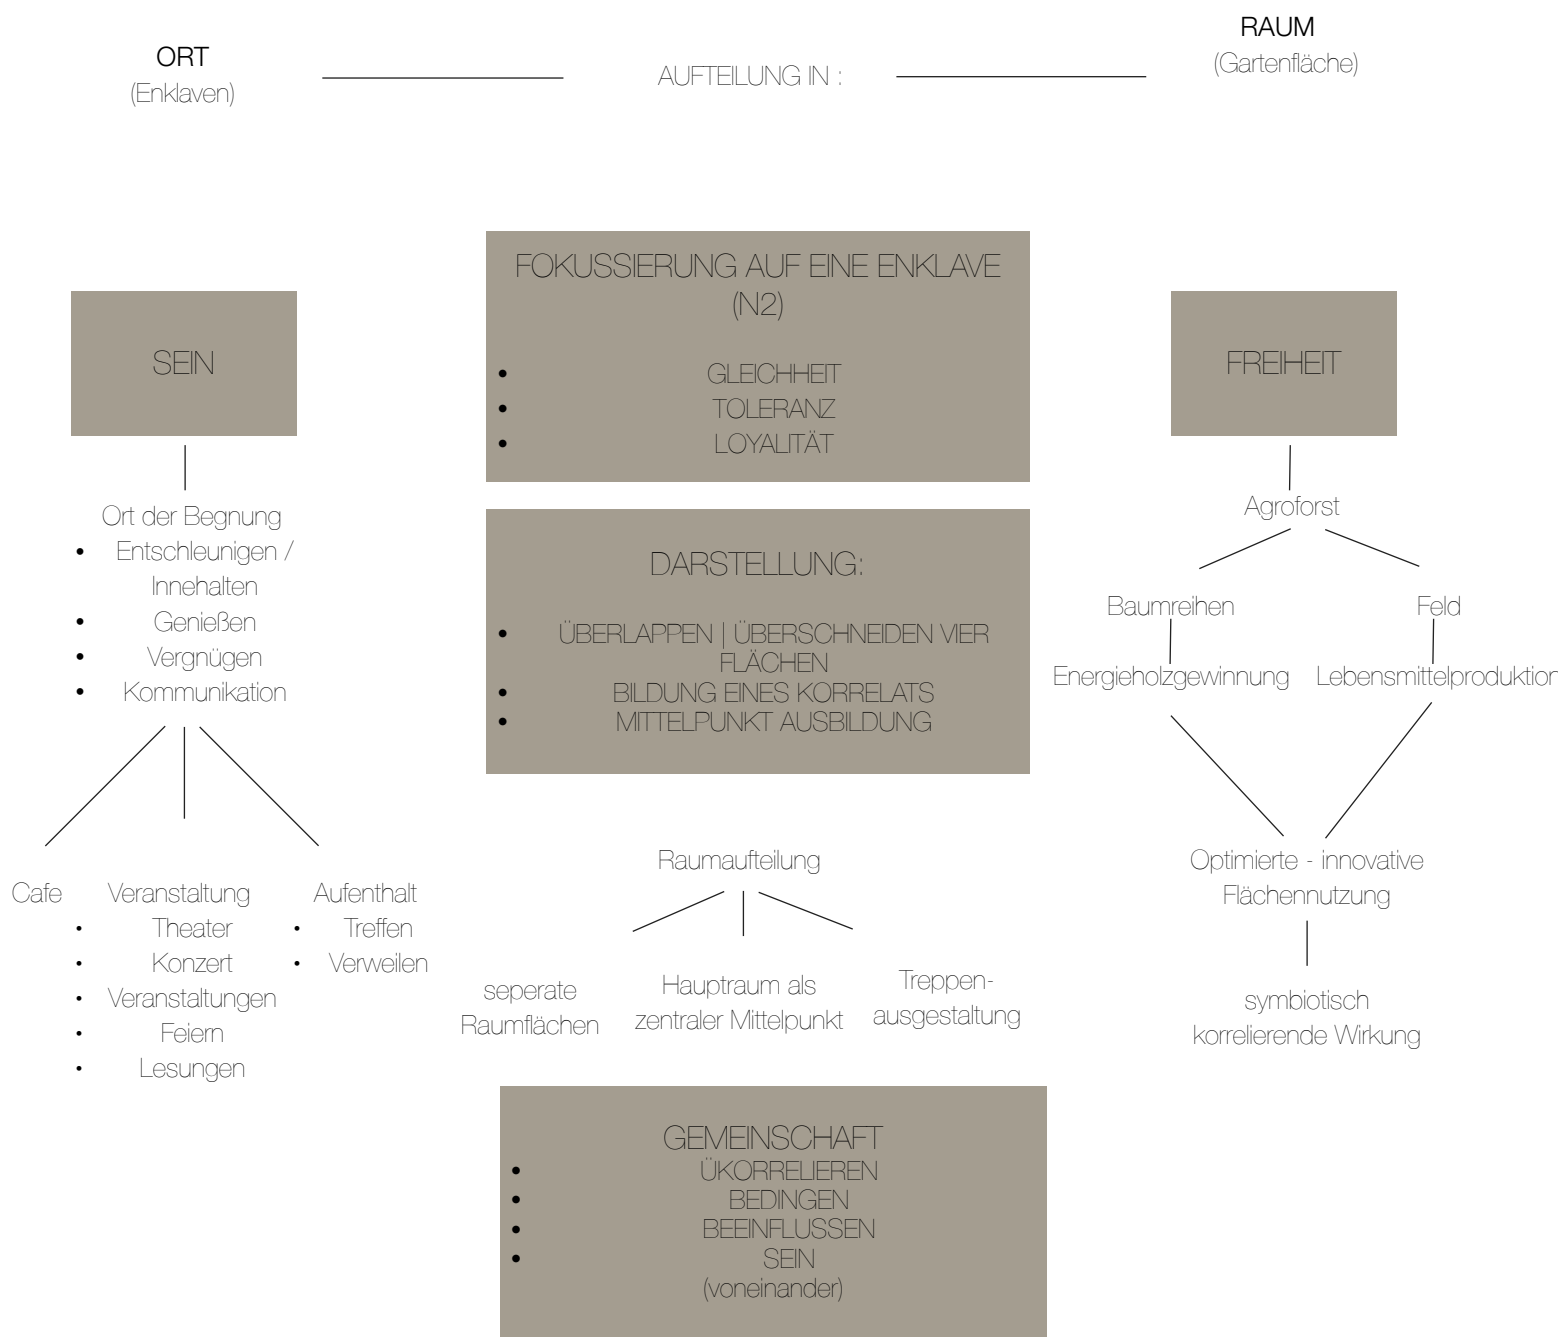 ORT
(Enklaven)
AUFTEILUNG IN :
RAUM
(Gartenfläche)
SEIN
Ort der Begnung
• Entschleunigen /
Innehalten
• Genießen
• Vergnügen
• Kommunikation
Cafe
Veranstaltung
• Theater
• Konzert
• Veranstaltungen
• Feiern
• Lesungen
Aufenthalt
• Treffen
• Verweilen
FOKUSSIERUNG AUF EINE ENKLAVE
(N2)
• GLEICHHEIT
• TOLERANZ
• LOYALITÄT
DARSTELLUNG:
• ÜBERLAPPEN | ÜBERSCHNEIDEN VIER
FLÄCHEN
• BILDUNG EINES KORRELATS
• MITTELPUNKT AUSBILDUNG
Raumaufteilung
seperate
Raumflächen
Hauptraum als
zentraler Mittelpunkt
Treppen-
ausgestaltung
GEMEINSCHAFT
• ÜKORRELIEREN
• BEDINGEN
• BEEINFLUSSEN
• SEIN
(voneinander)
FREIHEIT
Agroforst
Baumreihen
Feld
Energieholzgewinnung
Lebensmittelproduktion
Optimierte - innovative
Flächennutzung
symbiotisch
korrelierende Wirkung